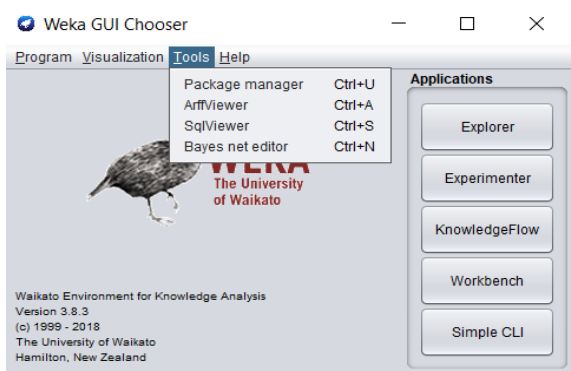 Weka GUI Chooser
Program Visualization Tools Help
Package manager Ctrl+U
ArffViewer Ctrl+A
SqlViewer Ctrl+S
Bayes net editor Ctrl+N
WEKA
The University
of Waikato
Waikato Environment for Knowledge Analysis
Version 3.8.3
(c) 1999 - 2018
The University of Waikato
Hamilton, New Zealand
Applications
Explorer
Experimenter
KnowledgeFlow
Workbench
Simple CLI